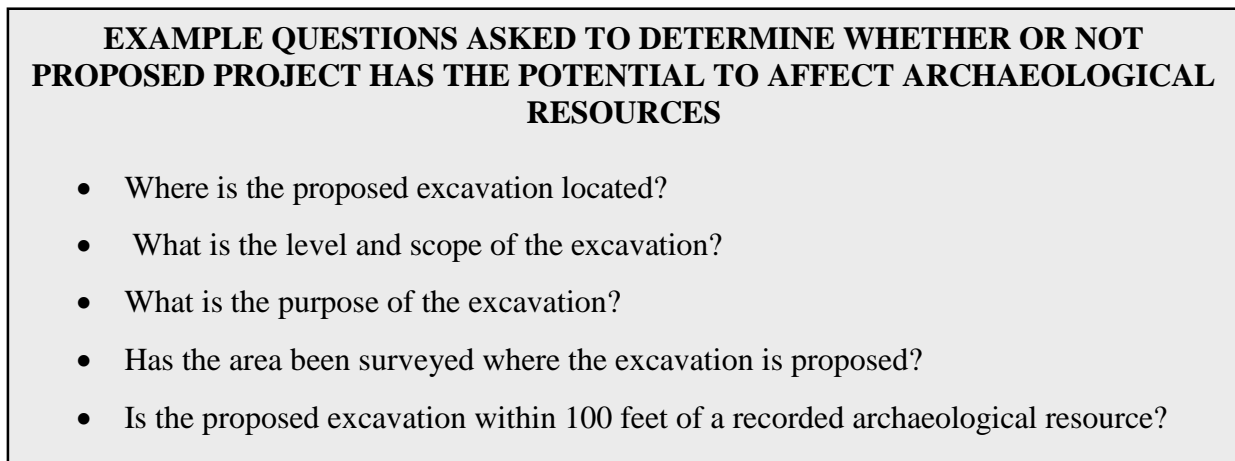 EXAMPLE QUESTIONS ASKED TO DETERMINE WHETHER OR NOT
PROPOSED PROJECT HAS THE POTENTIAL TO AFFECT ARCHAEOLOGICAL
RESOURCES
• Where is the proposed excavation located?
• What is the level and scope of the excavation?
• What is the purpose of the excavation?
• Has the area been surveyed where the excavation is proposed?
• Is the proposed excavation within 100 feet of a recorded archaeological resource?